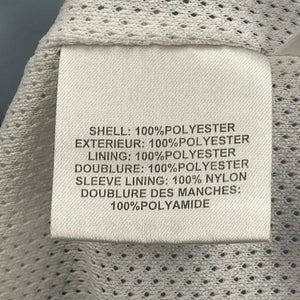 SHELL: 100%POLYESTER
EXTERIEUR: 100%POLYESTER
LINING: 100%POLYESTER
DOUBLURE: 100%POLYESTER
SLEEVE LINING: 100% NYLON
DOUBLURE DES MANCHES:
100%POLYAMIDE